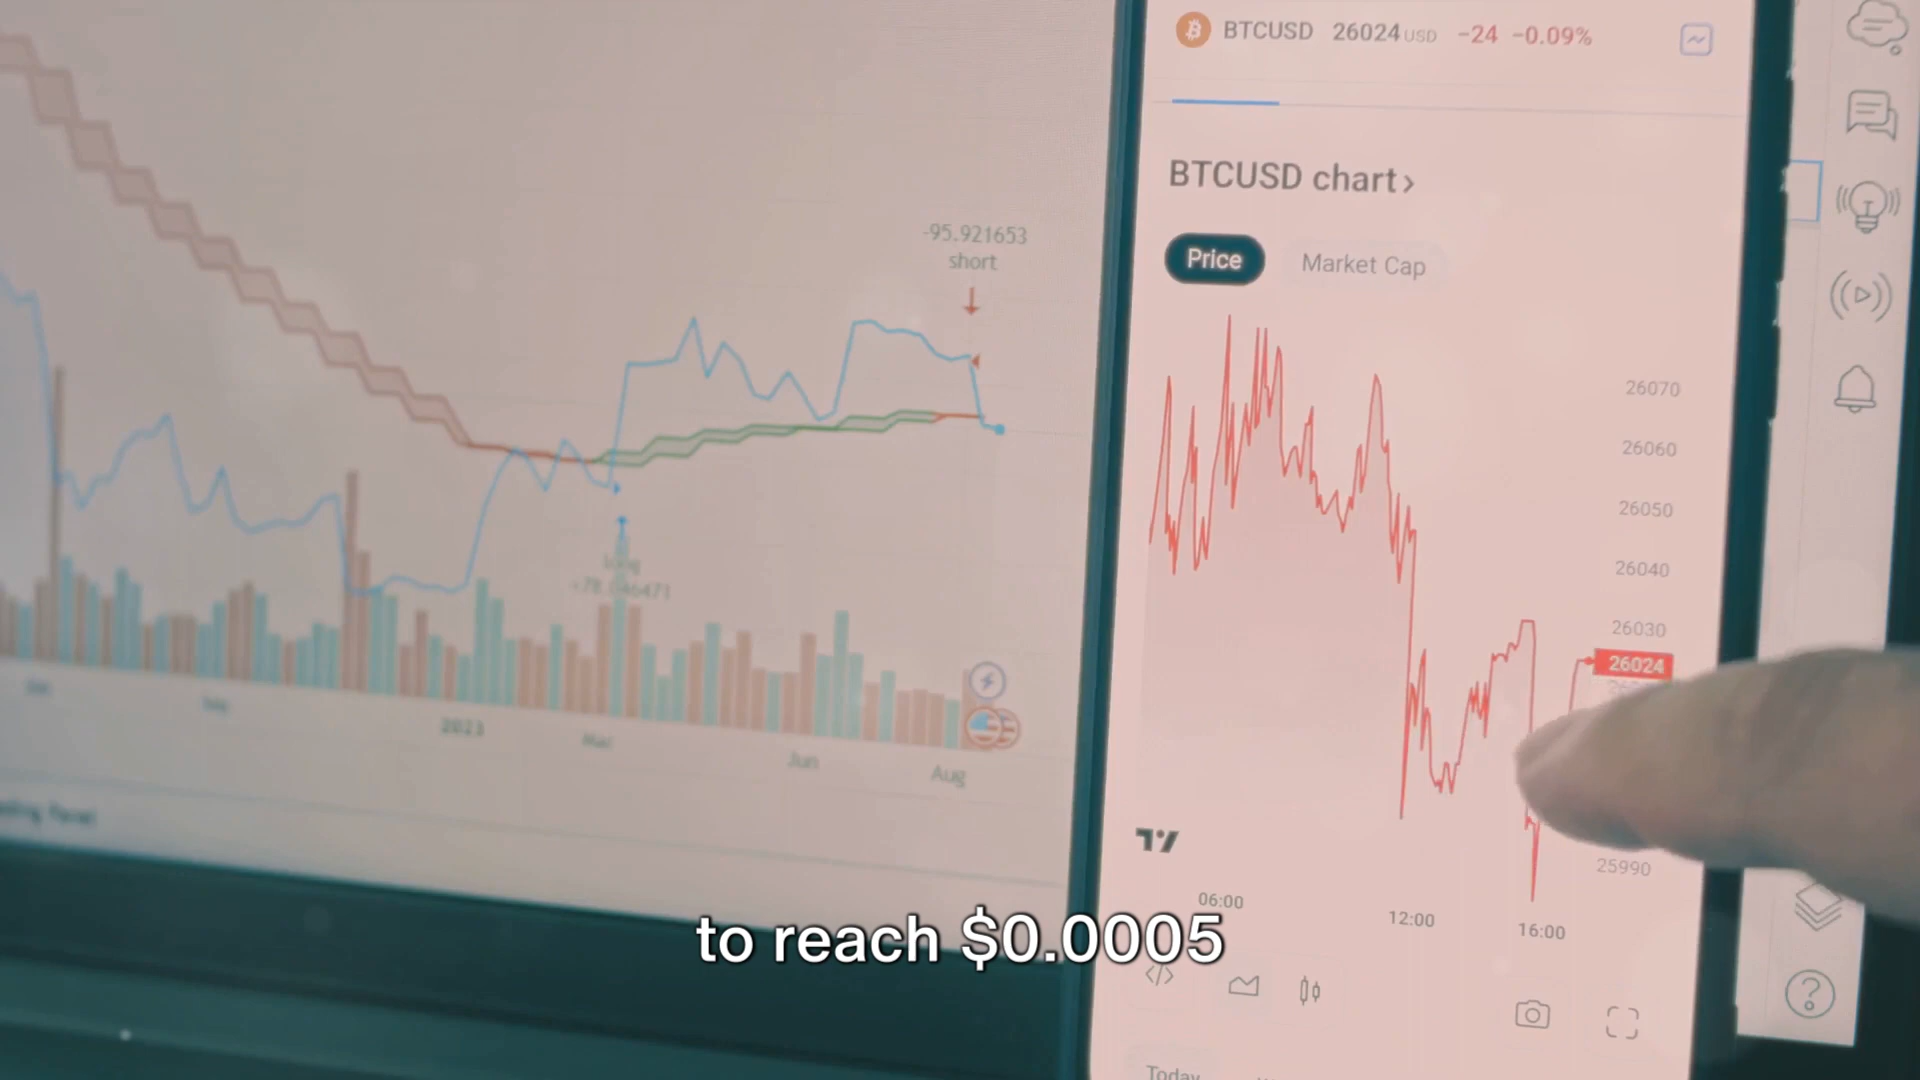 BTCUSD 26024 USD −24 −0.09%
BTCUSD chart ›
Price Market Cap
-95.921653
short
26070
26060
26050
26040
26030
26024
25990
06:00
12:00
16:00
2023
Mar
Jun
Aug
to reach $0.0005
Today